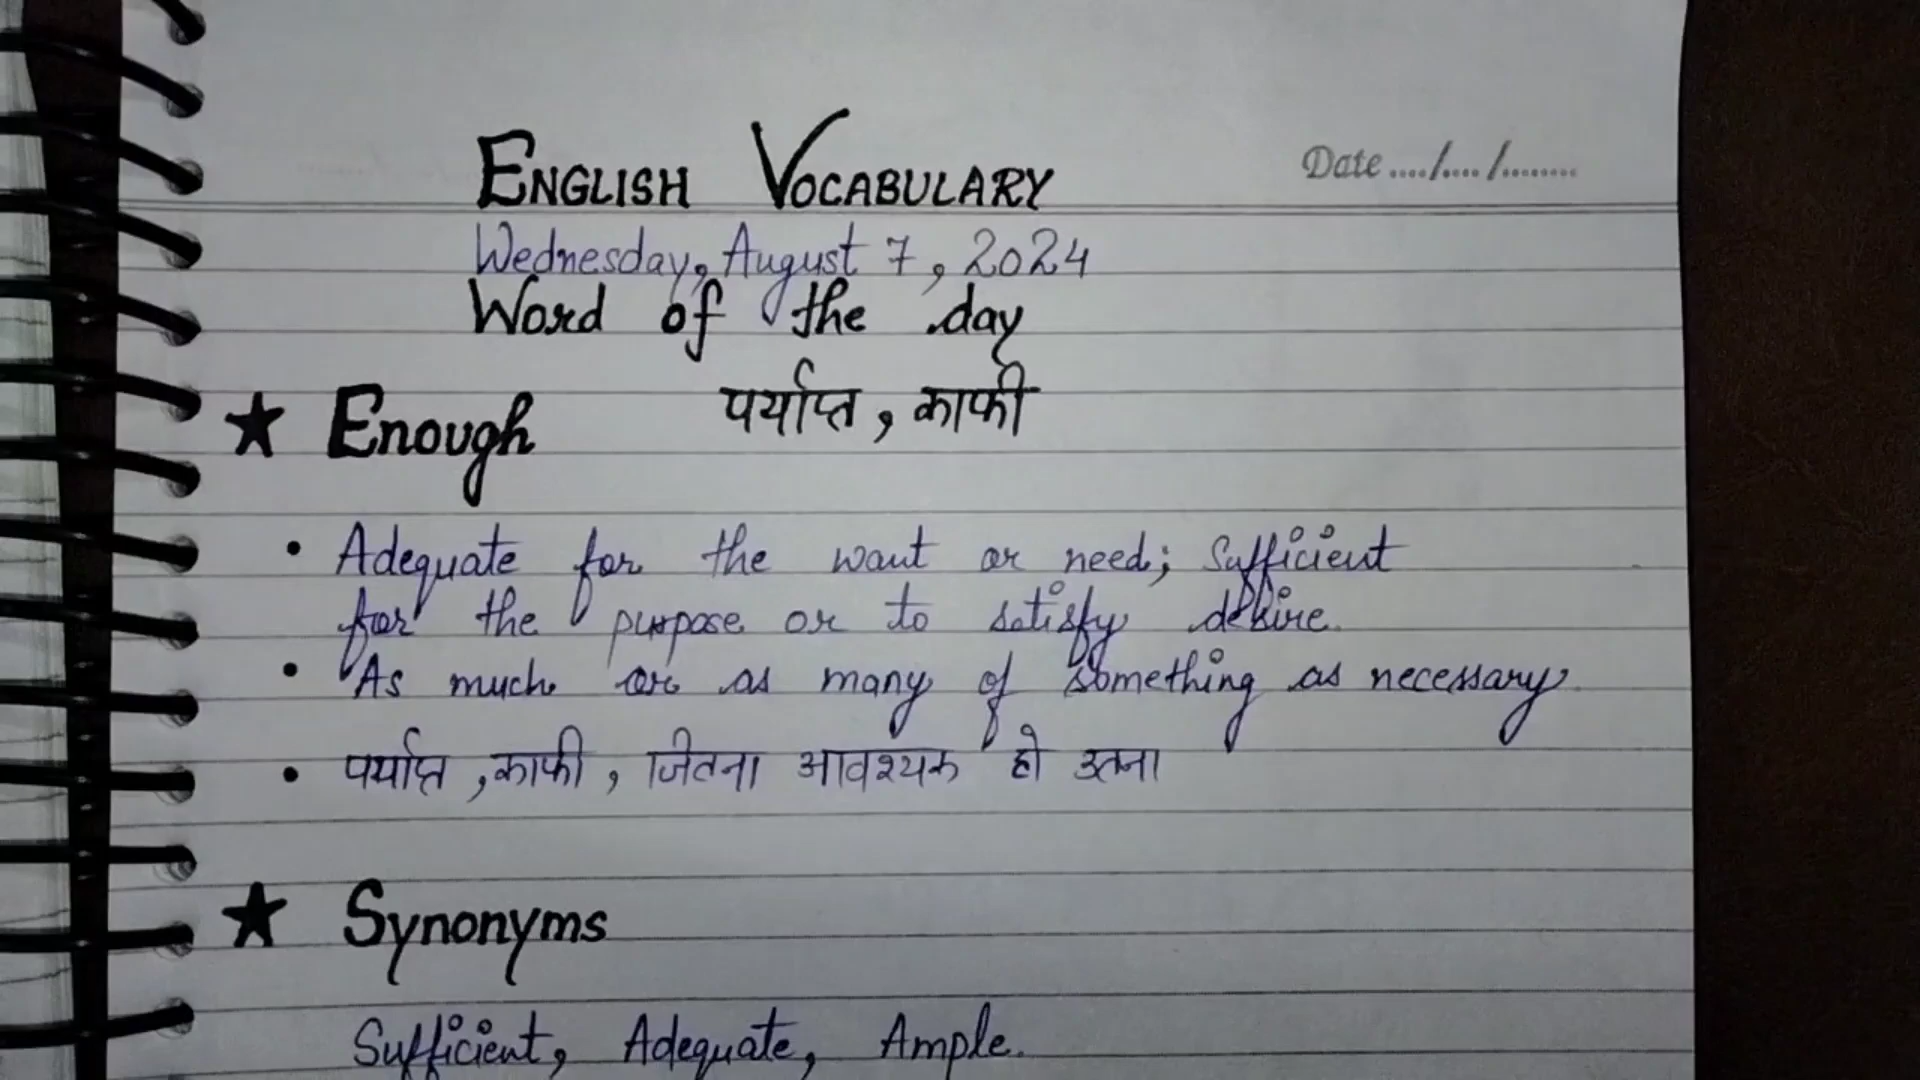 ENGLISH VOCABULARY
Date ..../..../........
Wednesday, August 7, 2024
Word of the day
★ Enough पर्याप्त, काफी
• Adequate for the want or need; Sufficient
for the purpose or to satisfy desire.
• As much or as many of something as necessary
• पर्याप्त, काफी, जितना आवश्यक हो उतना
★ Synonyms
Sufficient, Adequate, Ample.